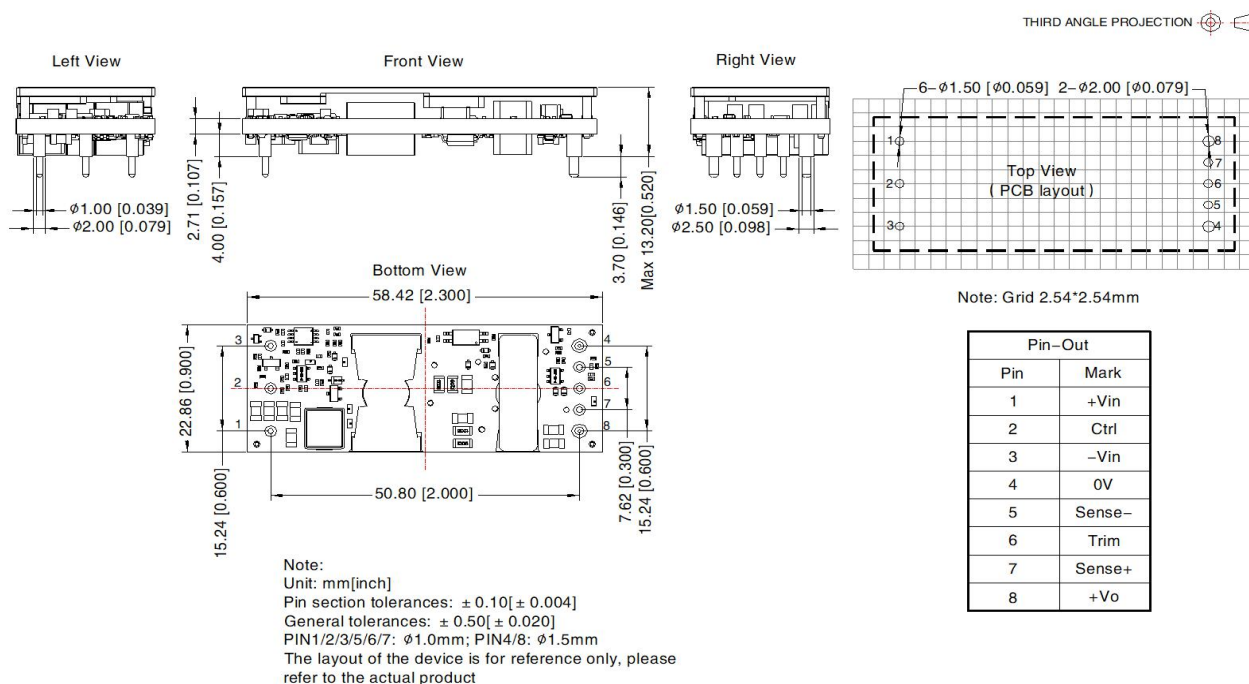 THIRD ANGLE PROJECTION
Left View
Front View
Right View
6-φ1.50 [φ0.059] 2-φ2.00 [φ0.079]
1
2
3
8
7
6
5
4
Top View
( PCB layout )
φ1.00 [0.039]
φ2.00 [0.079]
2.71 [0.107]
4.00 [0.157]
3.70 [0.146]
Max 13.20[0.520]
φ1.50 [0.059]
φ2.50 [0.098]
Note: Grid 2.54*2.54mm
Bottom View
58.42 [2.300]
22.86 [0.900]
3
2
1
4
5
6
7
8
15.24 [0.600]
50.80 [2.000]
7.62 [0.300]
15.24 [0.600]
Pin-Out
Pin Mark
1 +Vin
2 Ctrl
3 -Vin
4 0V
5 Sense-
6 Trim
7 Sense+
8 +Vo
Note:
Unit: mm[inch]
Pin section tolerances: ± 0.10[ ± 0.004]
General tolerances: ± 0.50[ ± 0.020]
PIN1/2/3/5/6/7: φ1.0mm; PIN4/8: φ1.5mm
The layout of the device is for reference only, please
refer to the actual product